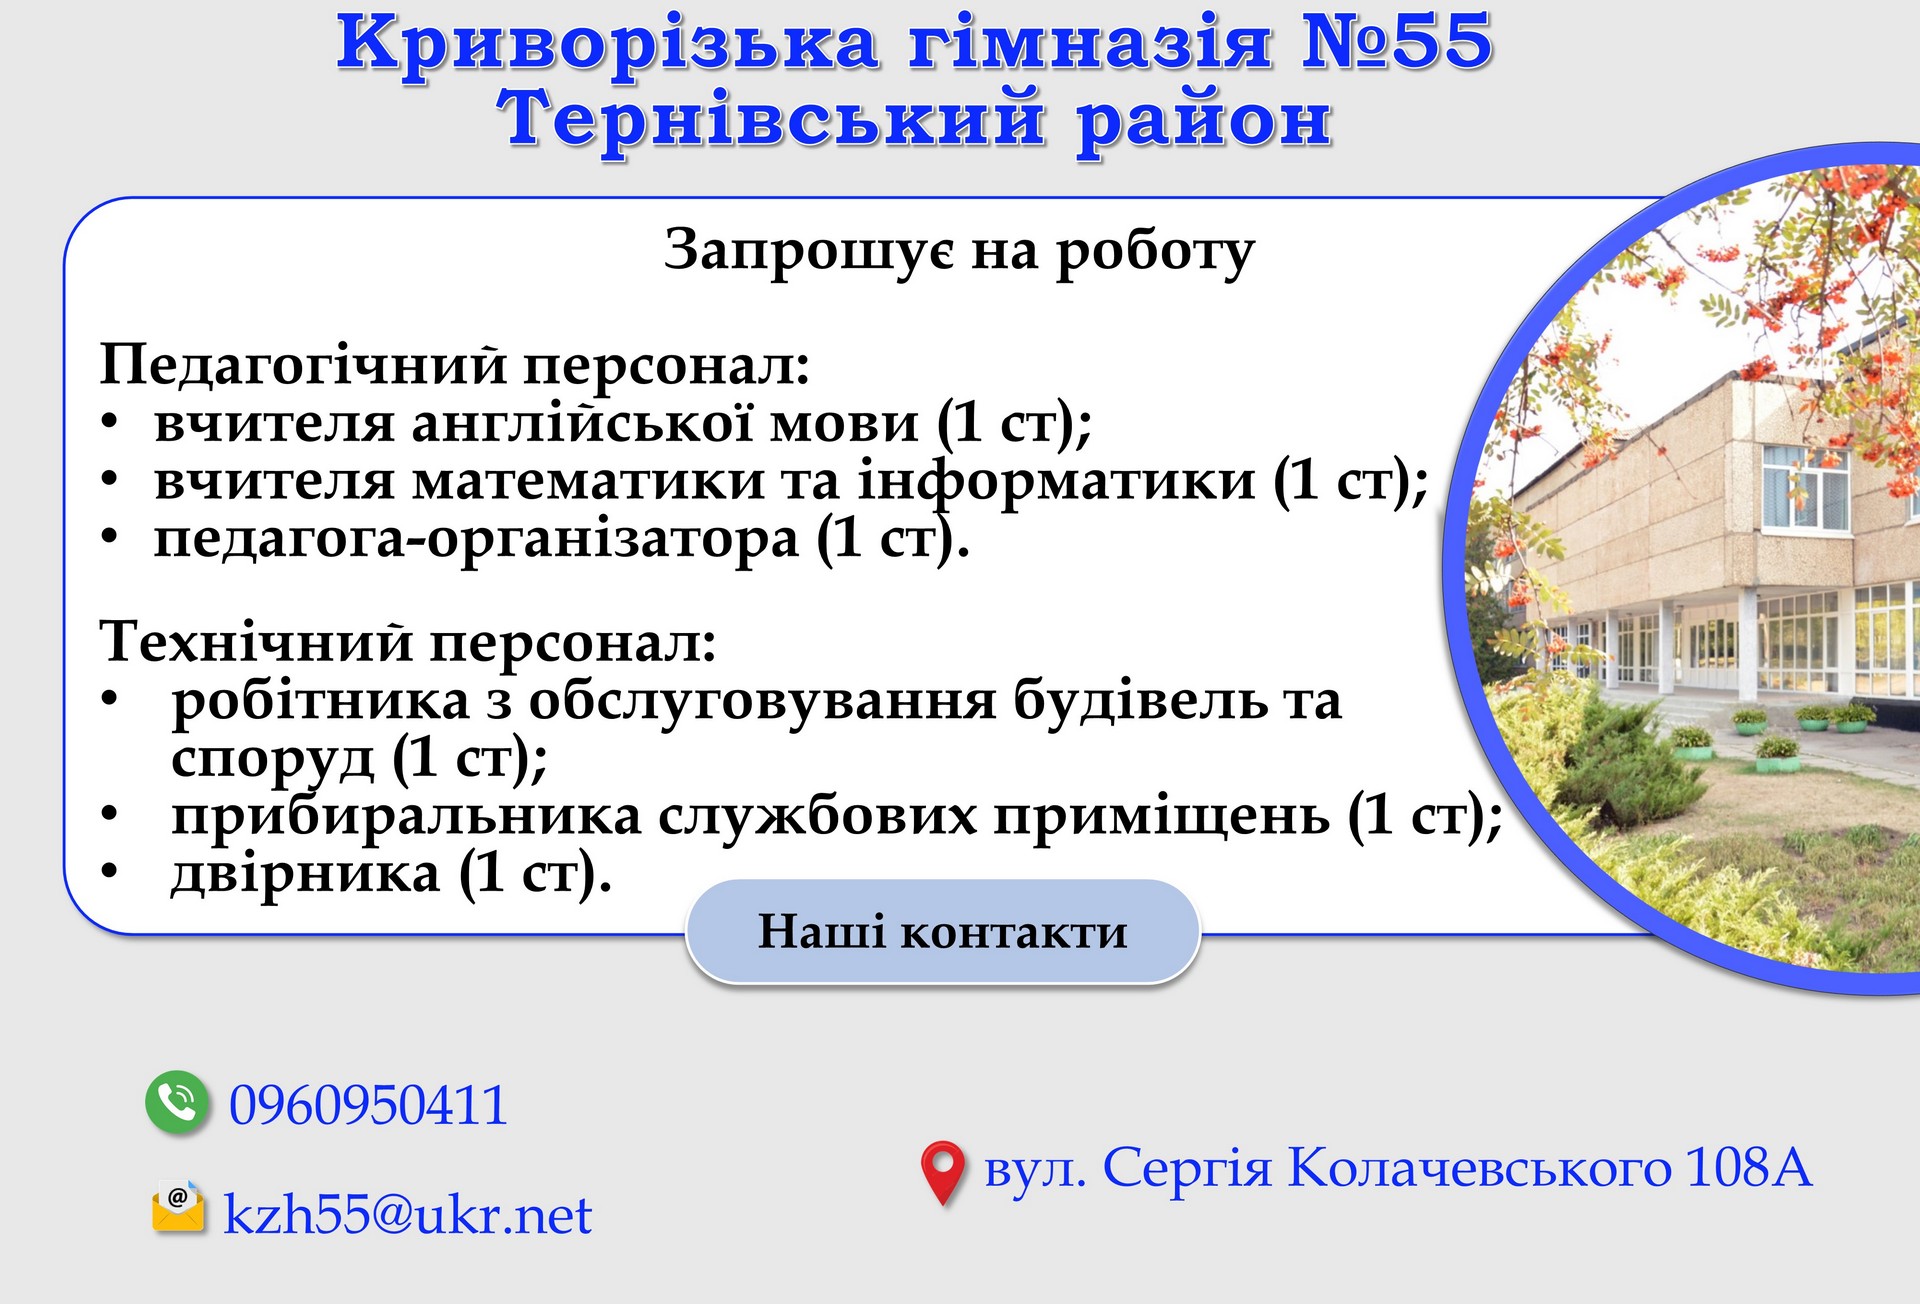 Криворізька гімназія №55
Тернівський район
Запрошує на роботу
Педагогічний персонал:
• вчителя англійської мови (1 ст);
• вчителя математики та інформатики (1 ст);
• педагога-організатора (1 ст).
Технічний персонал:
• робітника з обслуговування будівель та
споруд (1 ст);
• прибиральника службових приміщень (1 ст);
• двірника (1 ст).
Наші контакти
0960950411
вул. Сергія Колачевського 108А
@
kzh55@ukr.net